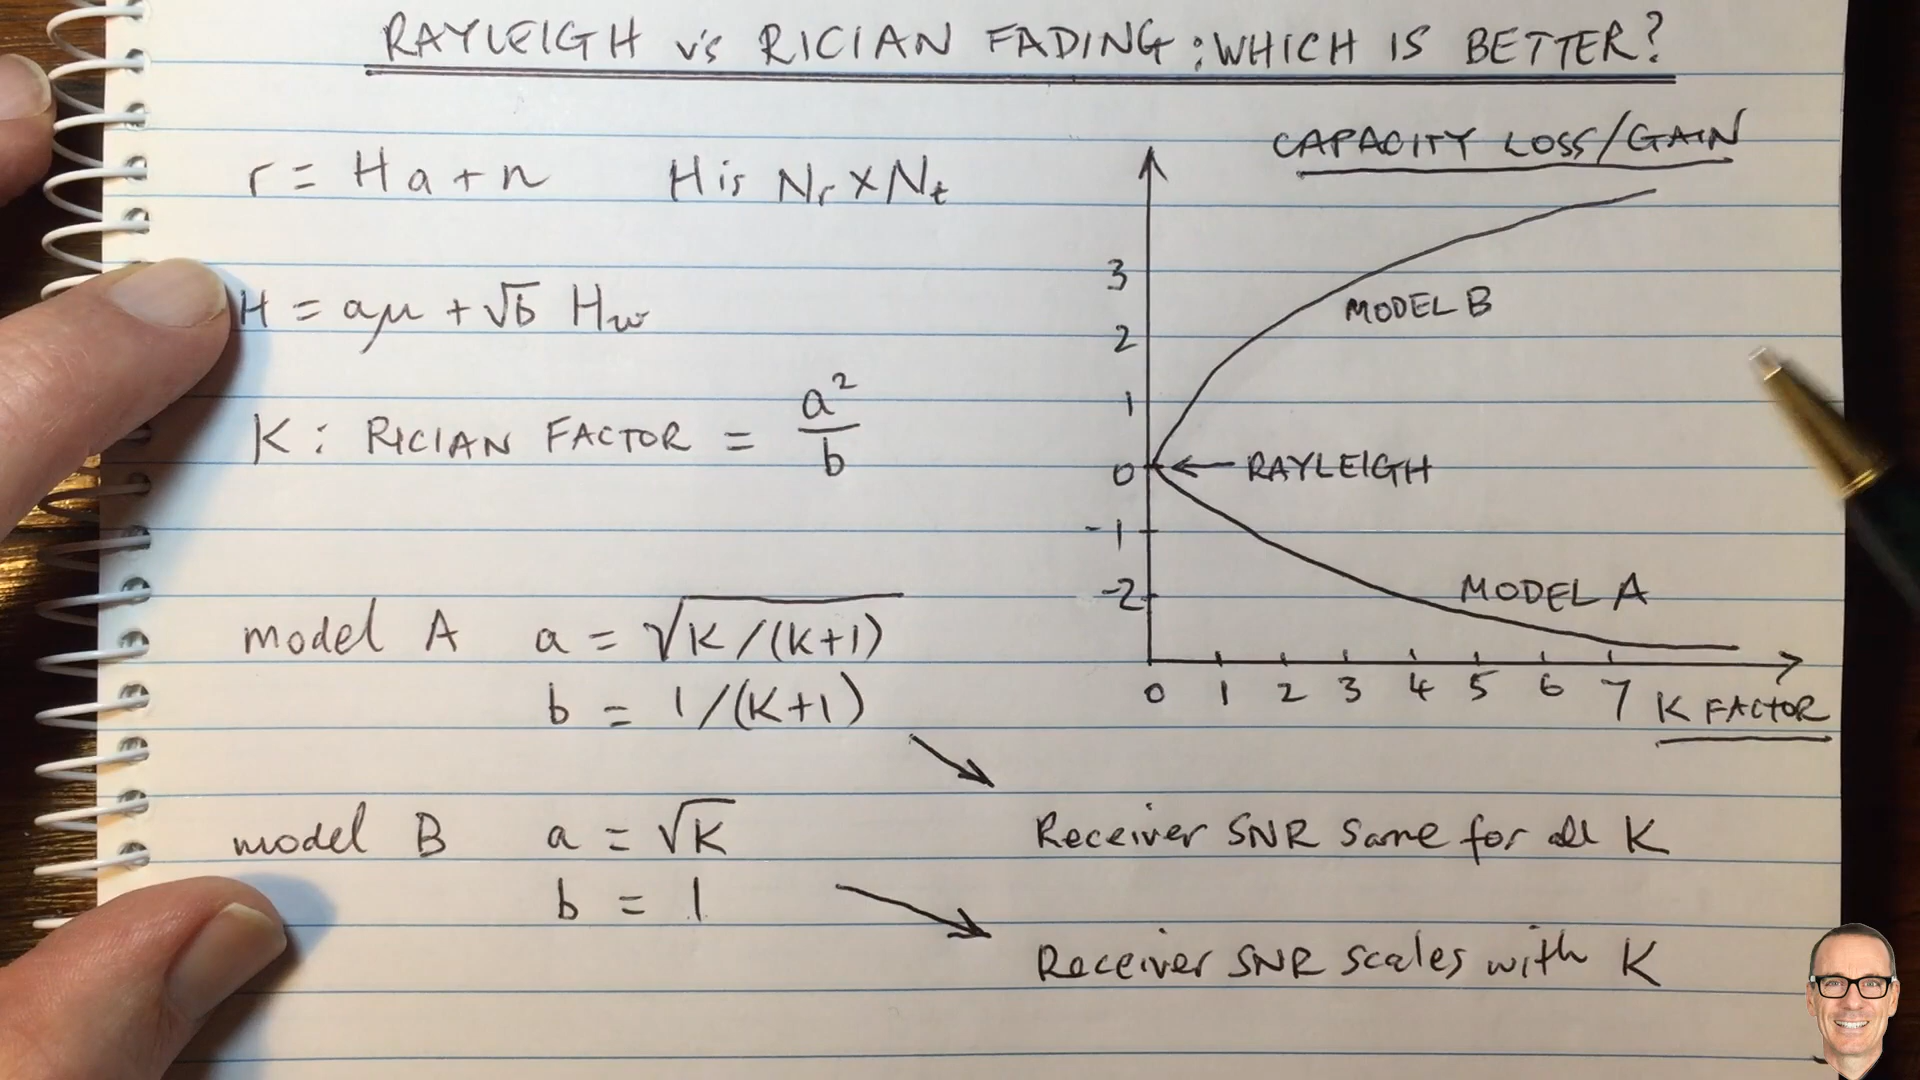 RAYLEIGH v's RICIAN FADING: WHICH IS BETTER?
r = Ha + n   H is Nr × Nt
H = aμ + √b Hw
K: RICIAN FACTOR = a²/b
model A   a = √K/(K+1)
b = 1/(K+1)
model B   a = √K
b = 1
CAPACITY LOSS/GAIN
3
2
1
0
-1
-2
MODEL B
← RAYLEIGH
MODEL A
0 1 2 3 4 5 6 7
K FACTOR
Receiver SNR same for all K
Receiver SNR scales with K